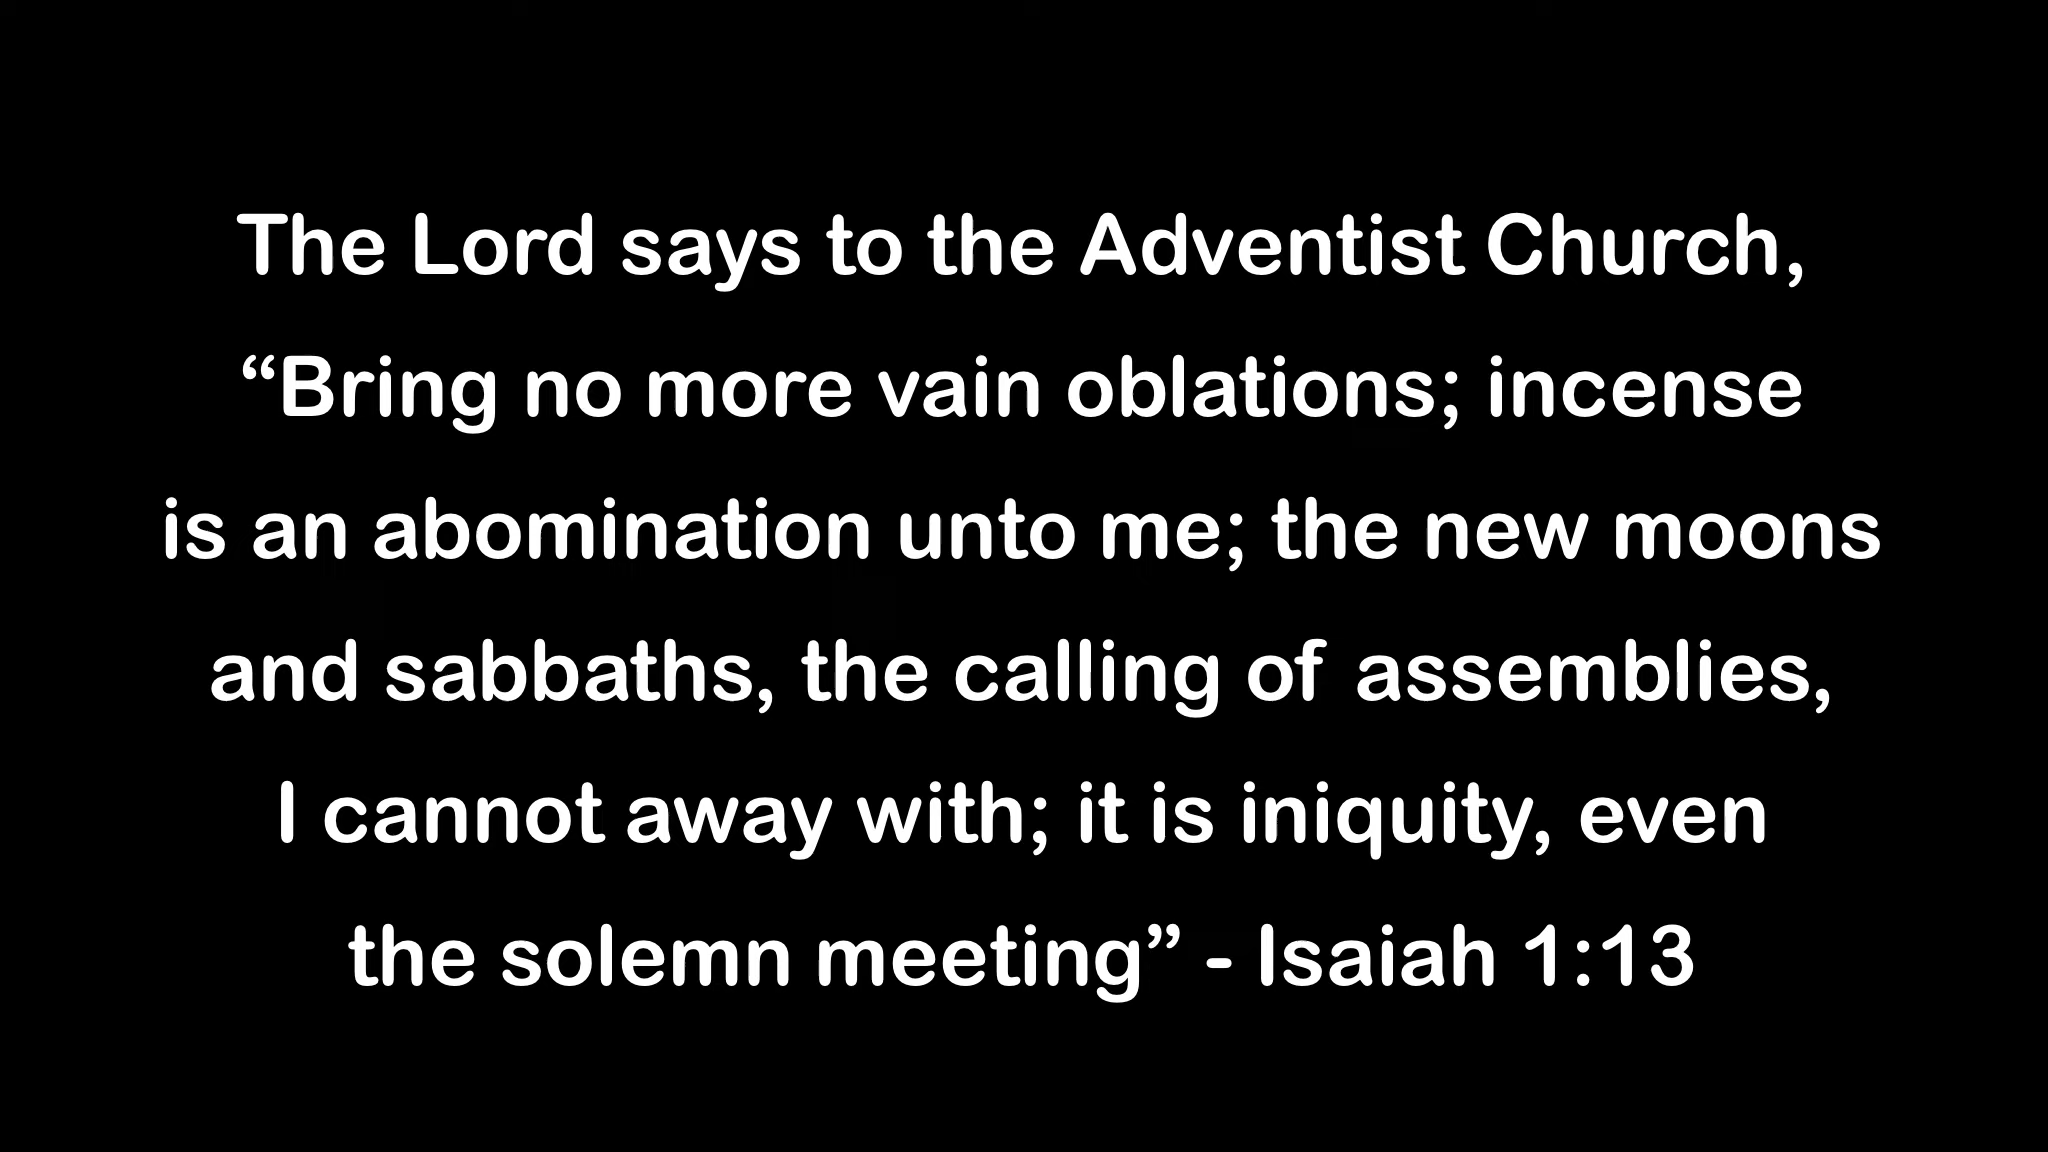 The Lord says to the Adventist Church,
“Bring no more vain oblations; incense
is an abomination unto me; the new moons
and sabbaths, the calling of assemblies,
I cannot away with; it is iniquity, even
the solemn meeting” - Isaiah 1:13